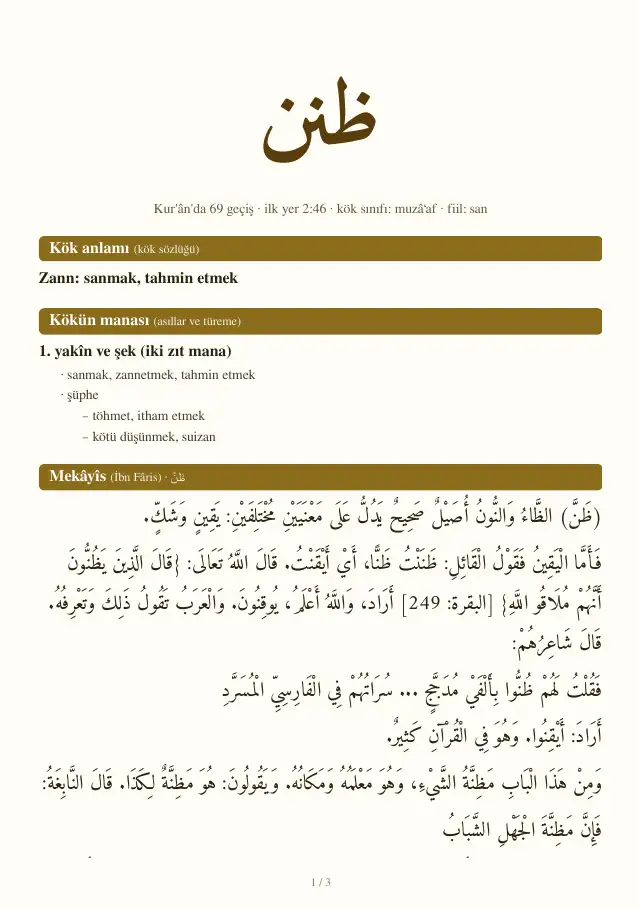 ظنن
Kur'ân'da 69 geçiş · ilk yer 2:46 · kök sınıfı: muzâ'af · fiil: san
Kök anlamı (kök sözlüğü)
Zann: sanmak, tahmin etmek
Kökün manası (asıllar ve türeme)
1. yakîn ve şek (iki zıt mana)
· sanmak, zannetmek, tahmin etmek
· şüphe
– töhmet, itham etmek
– kötü düşünmek, suizan
Mekâyîs (İbn Fâris) · ظنّ
(ظَنَّ) الظَّاءُ وَالنُّونُ أُصَيْلٌ صَحِيحٌ يَدُلُّ عَلَى مَعْنَيَيْنِ مُخْتَلِفَيْنِ: يَقِينٍ وَشَكٍّ.
فَأَمَّا الْيَقِينُ فَقَوْلُ الْقَائِلِ: ظَنَنْتُ ظَنًّا، أَيْ أَيْقَنْتُ. قَالَ اللَّهُ تَعَالَى: {قَالَ الَّذِينَ يَظُنُّونَ
أَنَّهُمْ مُلَاقُو اللَّهِ} [البقرة: 249] أَرَادَ، وَاللَّهُ أَعْلَمُ، يُوقِنُونَ. وَالْعَرَبُ تَقُولُ ذَلِكَ وَتَعْرِفُهُ.
قَالَ شَاعِرُهُمْ:
فَقُلْتُ لَهُمْ ظُنُّوا بِأَلْفَيْ مُدَجَّجٍ ... سُرَاتُهُمْ فِي الْفَارِسِيِّ الْمُسَرَّدِ
أَرَادَ: أَيْقِنُوا. وَهُوَ فِي الْقُرْآنِ كَثِيرٌ.
وَمِنْ هَذَا الْبَابِ مَظِنَّةُ الشَّيْءِ، وَهُوَ مَعْلَمُهُ وَمَكَانُهُ. وَيَقُولُونَ: هُوَ مَظِنَّةٌ لِكَذَا. قَالَ النَّابِغَةُ:
فَإِنَّ مَظِنَّةَ الْجَهْلِ الشَّبَابُ
1 / 3